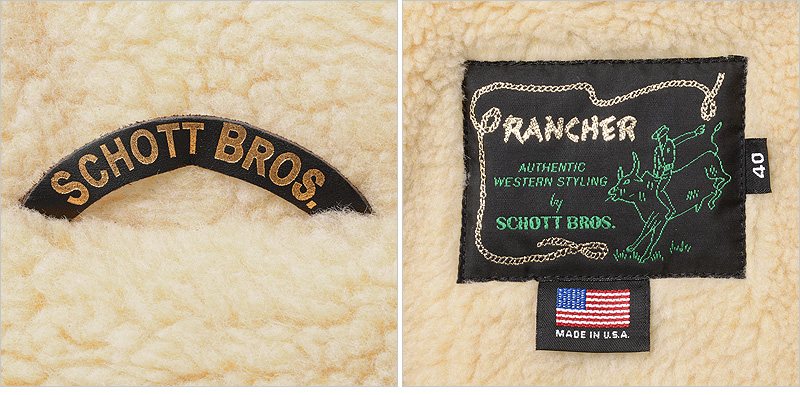 SCHOTT BROS.
RANCHER
AUTHENTIC
WESTERN STYLING
by
SCHOTT BROS.
40
MADE IN U.S.A.